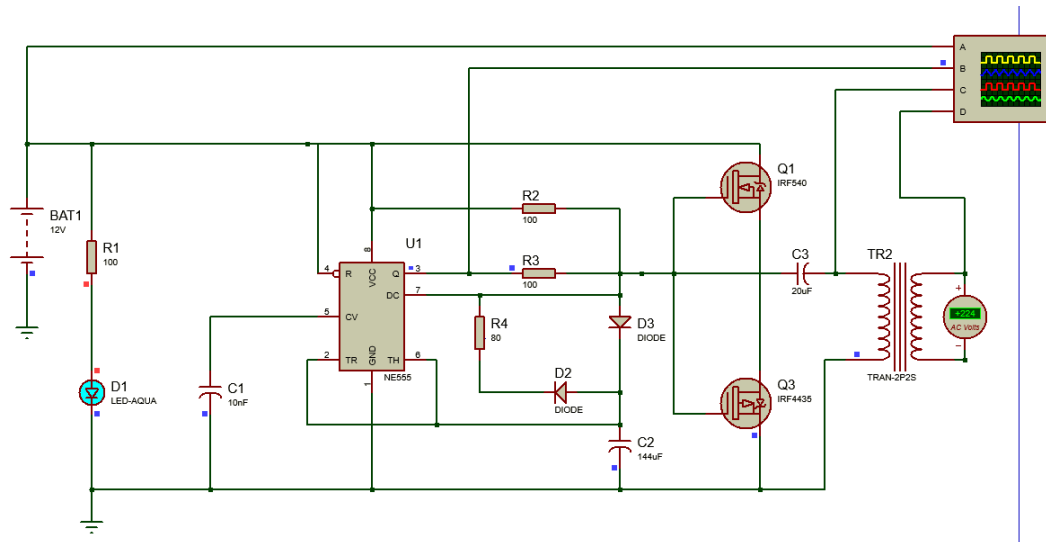 A
B
C
D
BAT1
12V
R1
100
D1
LED-AQUA
C1
10nF
U1
NE555
R
VCC
Q
DC
CV
TR
GND
TH
4
8
3
7
5
2
1
6
R2
100
R3
100
R4
80
D2
DIODE
D3
DIODE
C2
144uF
Q1
IRF540
Q3
IRF4435
C3
20uF
TR2
TRAN-2P2S
+
+224
AC Volts
−